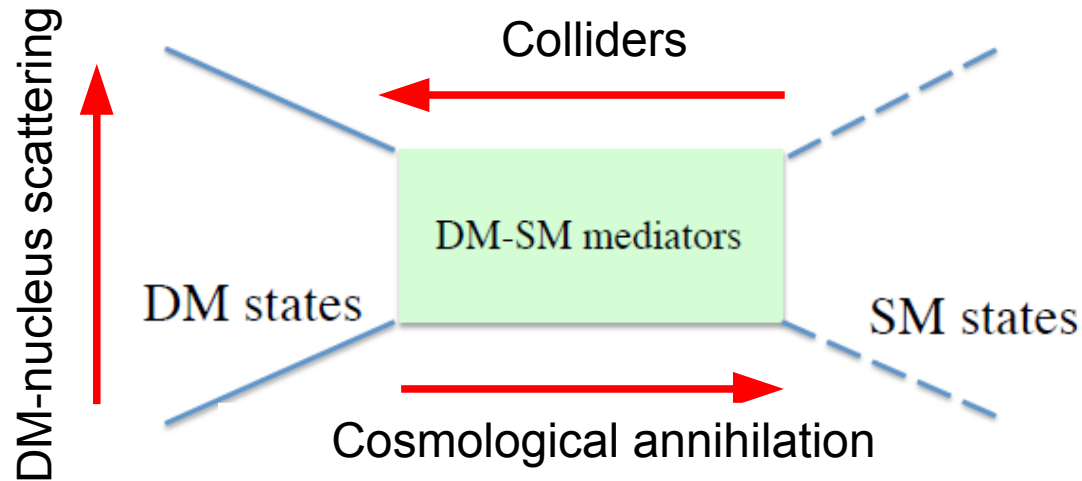 Colliders
DM-nucleus scattering
DM-SM mediators
DM states
SM states
Cosmological annihilation